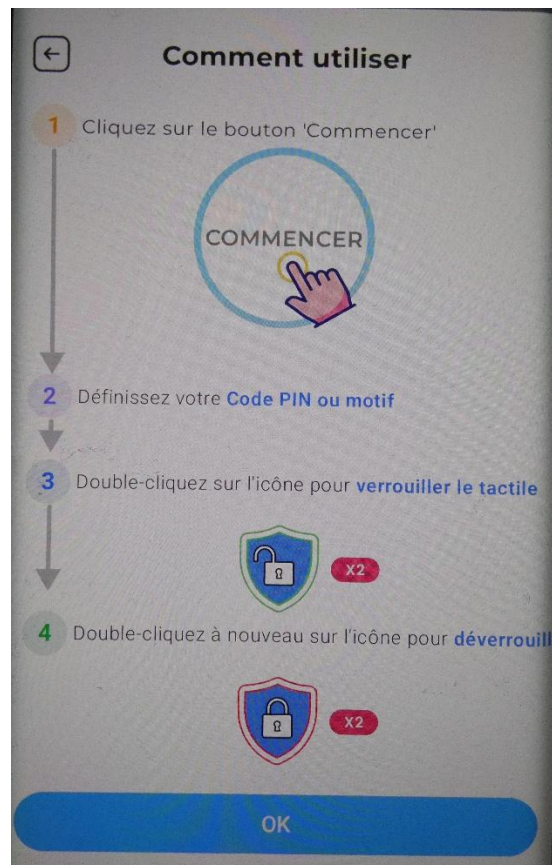 Comment utiliser
1 Cliquez sur le bouton 'Commencer'
COMMENCER
2 Définissez votre Code PIN ou motif
3 Double-cliquez sur l'icône pour verrouiller le tactile
X2
4 Double-cliquez à nouveau sur l'icône pour déverrouill
X2
OK